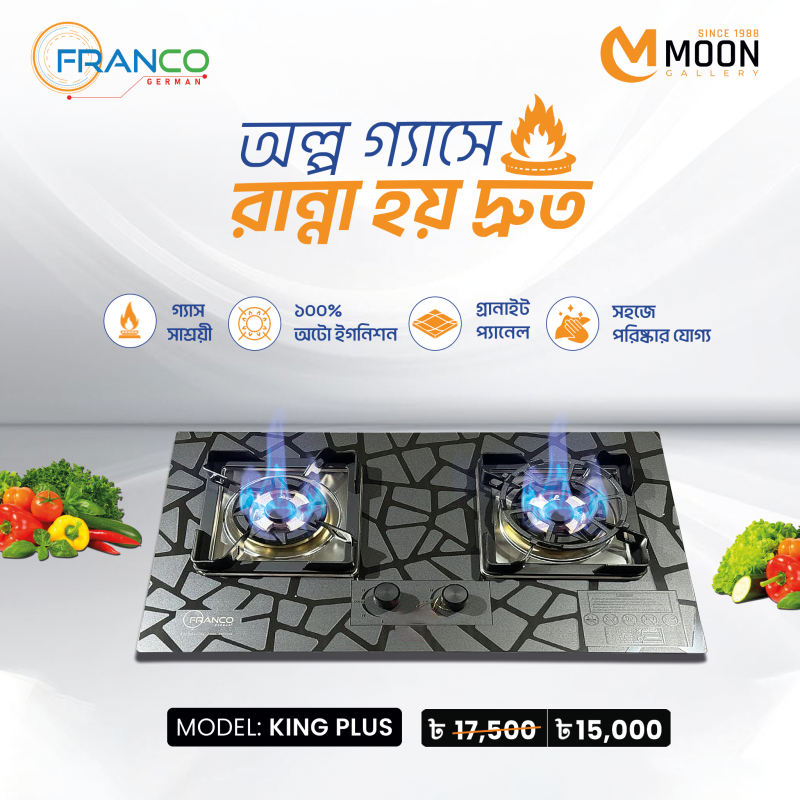 FRANCO
GERMAN
SINCE 1988
MOON
GALLERY
অল্প গ্যাসে
রান্না হয় দ্রুত
গ্যাস
সাশ্রয়ী
১০০%
অটো ইগনিশন
গ্রানাইট
প্যানেল
সহজে
পরিষ্কার যোগ্য
FRANCO
GERMAN
MODEL: KING PLUS
৳ 17,500 ৳ 15,000